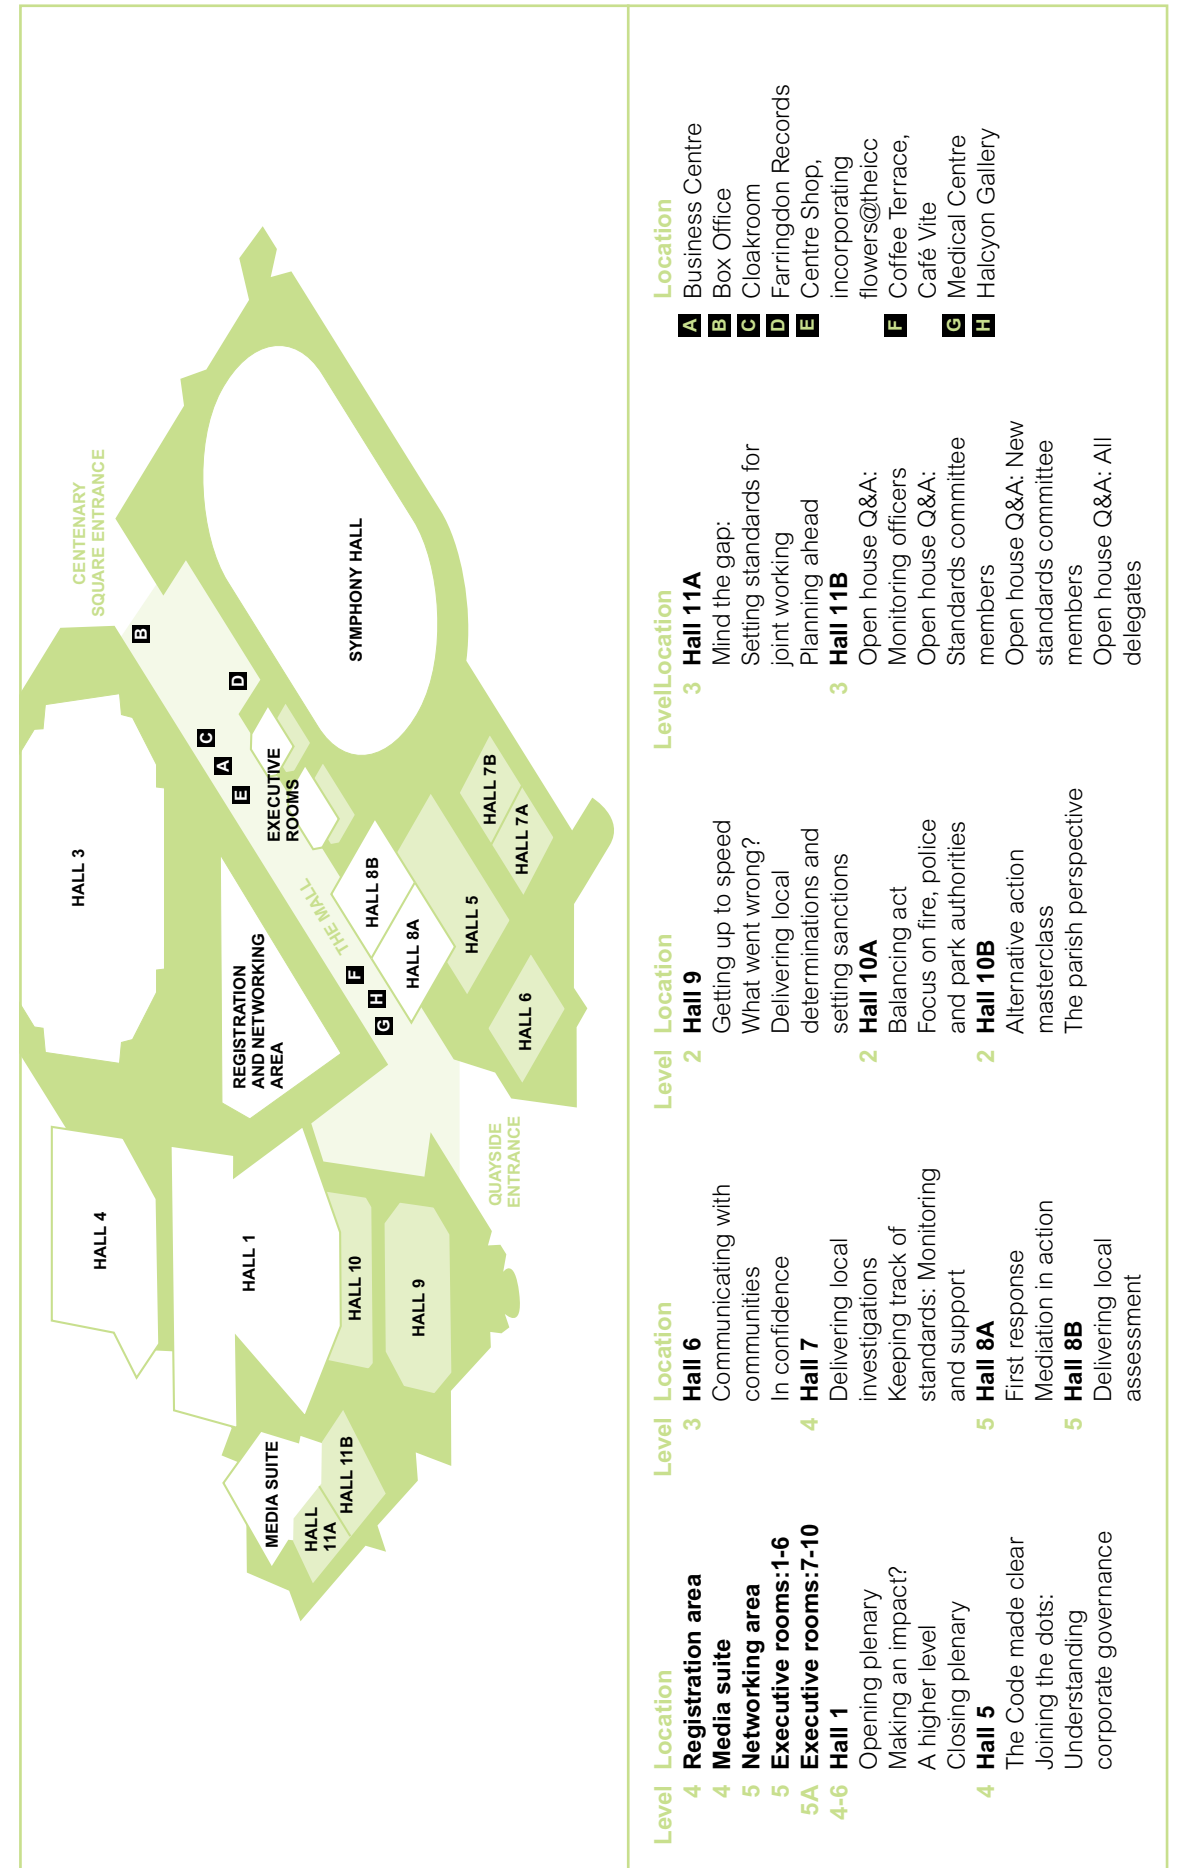 CENTENARY
SQUARE ENTRANCE
HALL 3
HALL 4
HALL 1
REGISTRATION
AND NETWORKING
AREA
MEDIA SUITE
HALL
11A
HALL 11B
HALL 10
HALL 9
QUAYSIDE
ENTRANCE
THE MALL
EXECUTIVE
ROOMS
SYMPHONY HALL
HALL 8B
HALL 8A
HALL 5
HALL 6
HALL 7B
HALL 7A
B
D
C
A
E
F
H
G
Level Location
4 Registration area
4 Media suite
5 Networking area
5 Executive rooms:1-6
5A Executive rooms:7-10
4-6 Hall 1
Opening plenary
Making an impact?
A higher level
Closing plenary
4 Hall 5
The Code made clear
Joining the dots:
Understanding
corporate governance
Level Location
3 Hall 6
Communicating with
communities
In confidence
4 Hall 7
Delivering local
investigations
Keeping track of
standards: Monitoring
and support
5 Hall 8A
First response
Mediation in action
5 Hall 8B
Delivering local
assessment
Level Location
2 Hall 9
Getting up to speed
What went wrong?
Delivering local
determinations and
setting sanctions
2 Hall 10A
Balancing act
Focus on fire, police
and park authorities
2 Hall 10B
Alternative action
masterclass
The parish perspective
LevelLocation
3 Hall 11A
Mind the gap:
Setting standards for
joint working
Planning ahead
3 Hall 11B
Open house Q&A:
Monitoring officers
Open house Q&A:
Standards committee
members
Open house Q&A: New
standards committee
members
Open house Q&A: All
delegates
Location
A Business Centre
B Box Office
C Cloakroom
D Farringdon Records
E Centre Shop,
incorporating
flowers@theicc
F Coffee Terrace,
Café Vite
G Medical Centre
H Halcyon Gallery